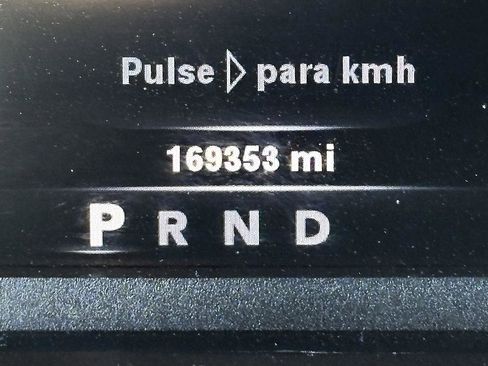 Pulse ▷ para kmh
169353 mi
P R N D